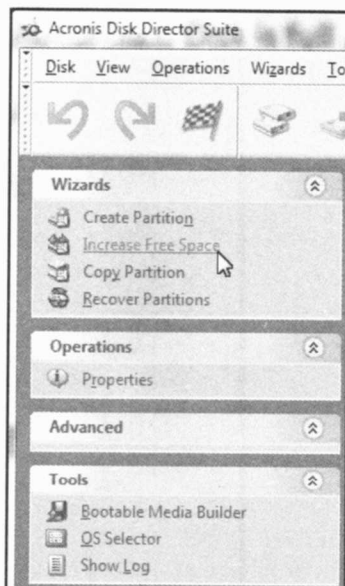 Acronis Disk Director Suite
Disk View Operations Wizards
Wizards
Create Partition
Increase Free Space
Copy Partition
Recover Partitions
Operations
Properties
Advanced
Tools
Bootable Media Builder
OS Selector
Show Log